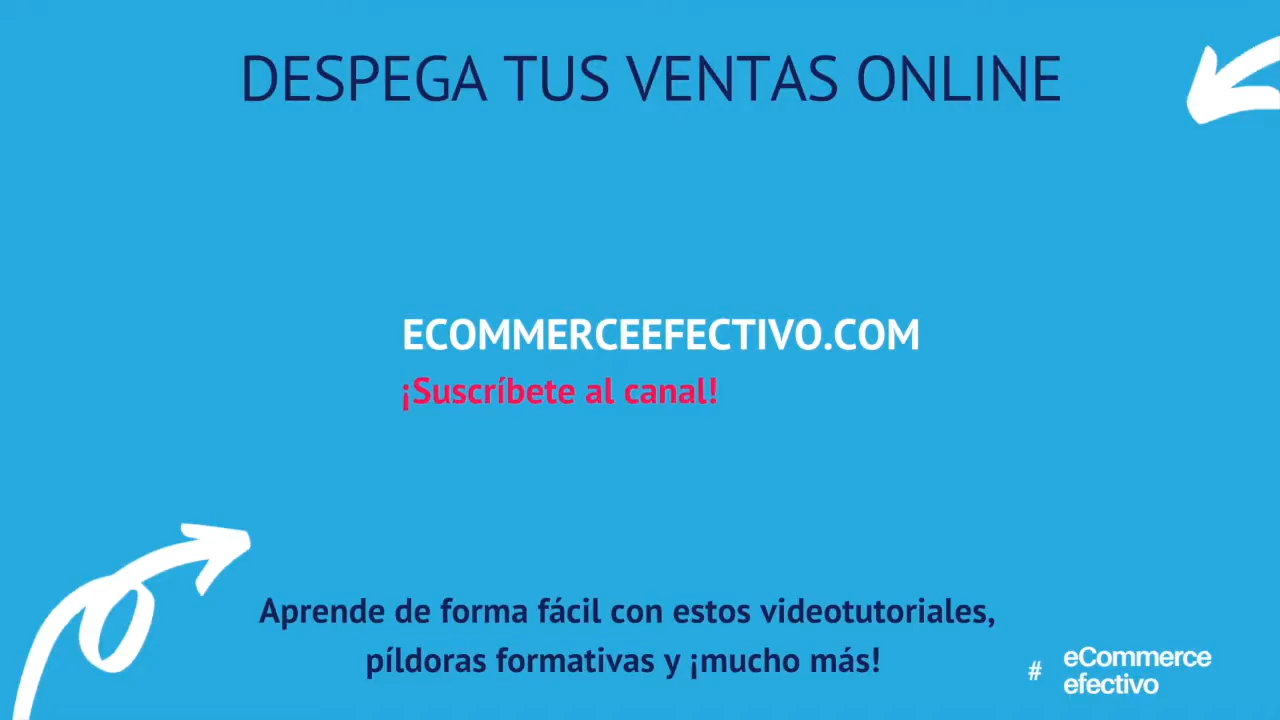 DESPEGA TUS VENTAS ONLINE
ECOMMERCEEFECTIVO.COM
¡Suscríbete al canal!
Aprende de forma fácil con estos videotutoriales,
píldoras formativas y ¡mucho más!
# eCommerce
efectivo